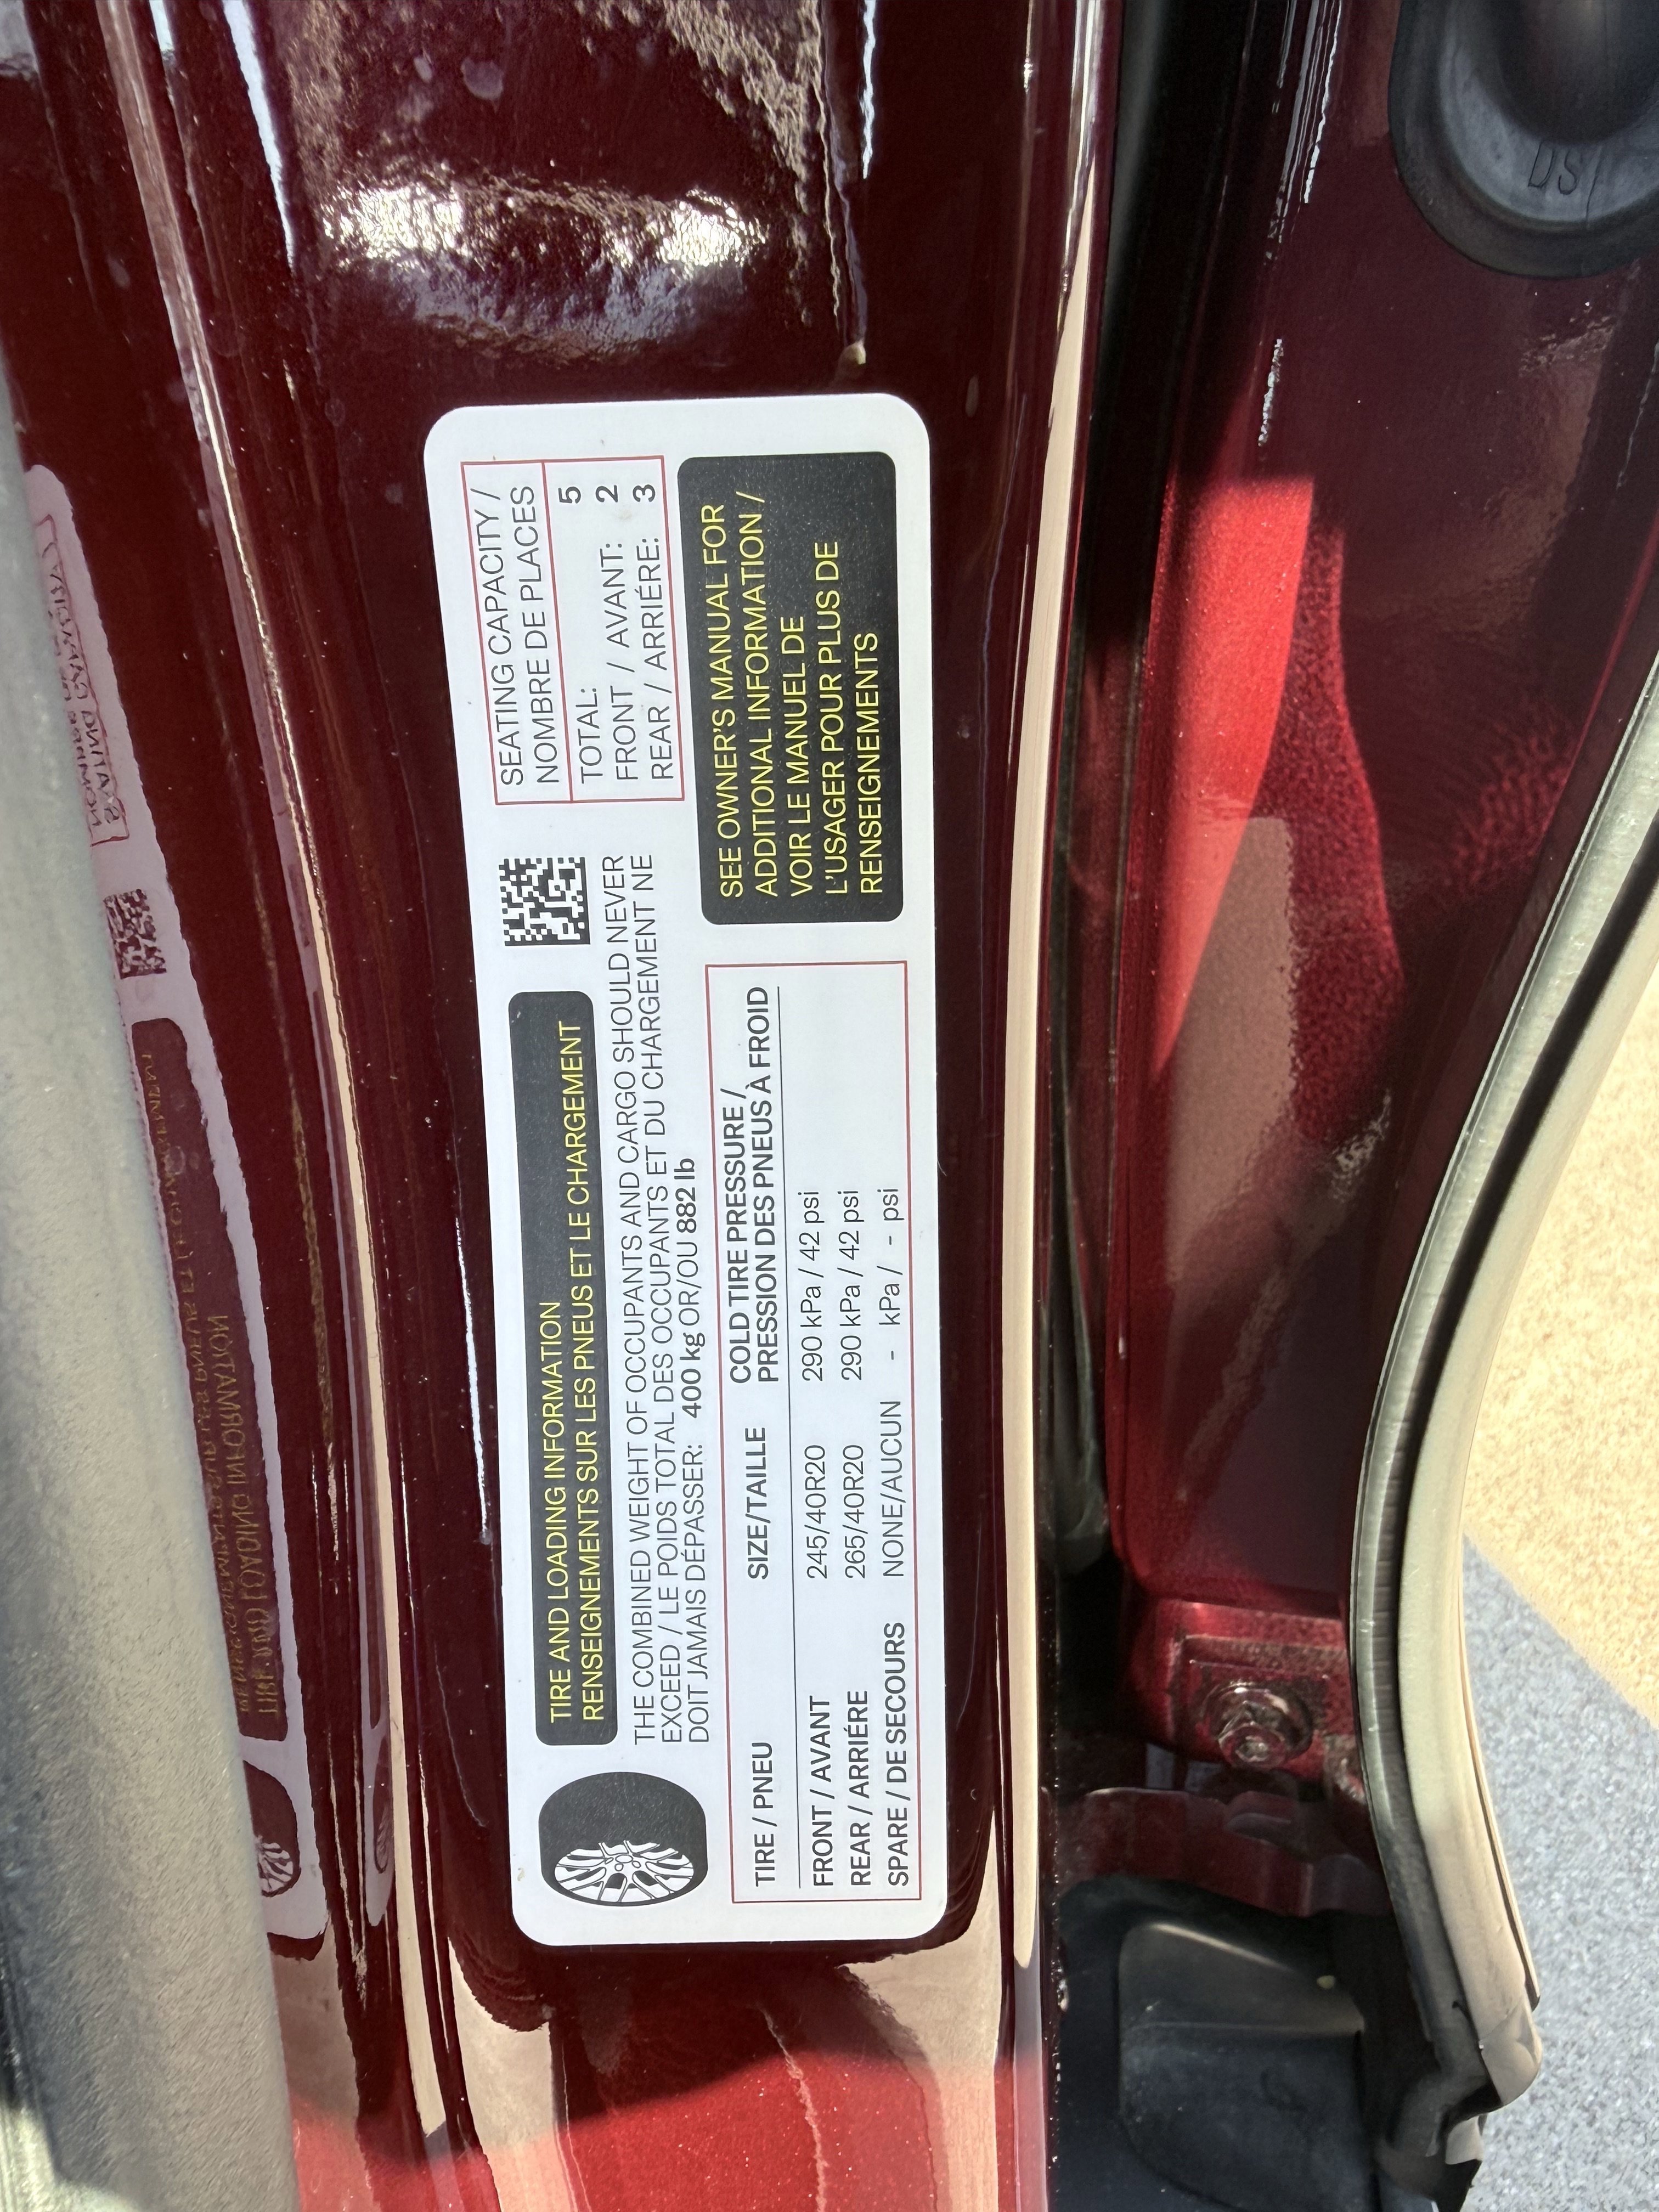 TIRE AND LOADING INFORMATION
RENSEIGNEMENTS SUR LES PNEUS ET LE CHARGEMENT
THE COMBINED WEIGHT OF OCCUPANTS AND CARGO SHOULD NEVER
EXCEED / LE POIDS TOTAL DES OCCUPANTS ET DU CHARGEMENT NE
DOIT JAMAIS DÉPASSER: 400 kg OR/OU 882 lb
SEATING CAPACITY /
NOMBRE DE PLACES
TOTAL: 5
FRONT / AVANT: 2
REAR / ARRIÉRE: 3
TIRE / PNEU SIZE/TAILLE COLD TIRE PRESSURE /
PRESSION DES PNEUS À FROID
FRONT / AVANT 245/40R20 290 kPa / 42 psi
REAR / ARRIÉRE 265/40R20 290 kPa / 42 psi
SPARE / DE SECOURS NONE/AUCUN - kPa / - psi
SEE OWNER'S MANUAL FOR
ADDITIONAL INFORMATION /
VOIR LE MANUEL DE
L'USAGER POUR PLUS DE
RENSEIGNEMENTS